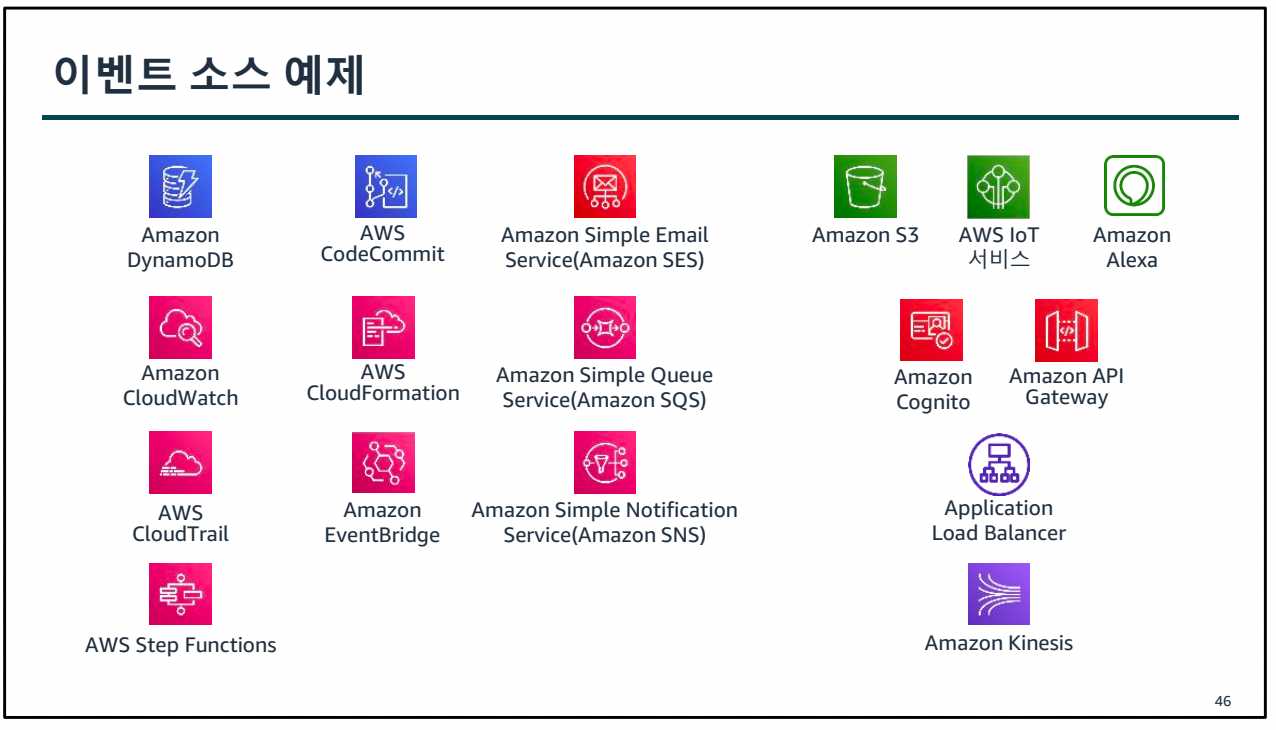 이벤트 소스 예제
Amazon
DynamoDB
AWS
CodeCommit
Amazon Simple Email
Service(Amazon SES)
Amazon S3
AWS IoT
서비스
Amazon
Alexa
Amazon
CloudWatch
AWS
CloudFormation
Amazon Simple Queue
Service(Amazon SQS)
Amazon
Cognito
Amazon API
Gateway
AWS
CloudTrail
Amazon
EventBridge
Amazon Simple Notification
Service(Amazon SNS)
Application
Load Balancer
AWS Step Functions
Amazon Kinesis
46